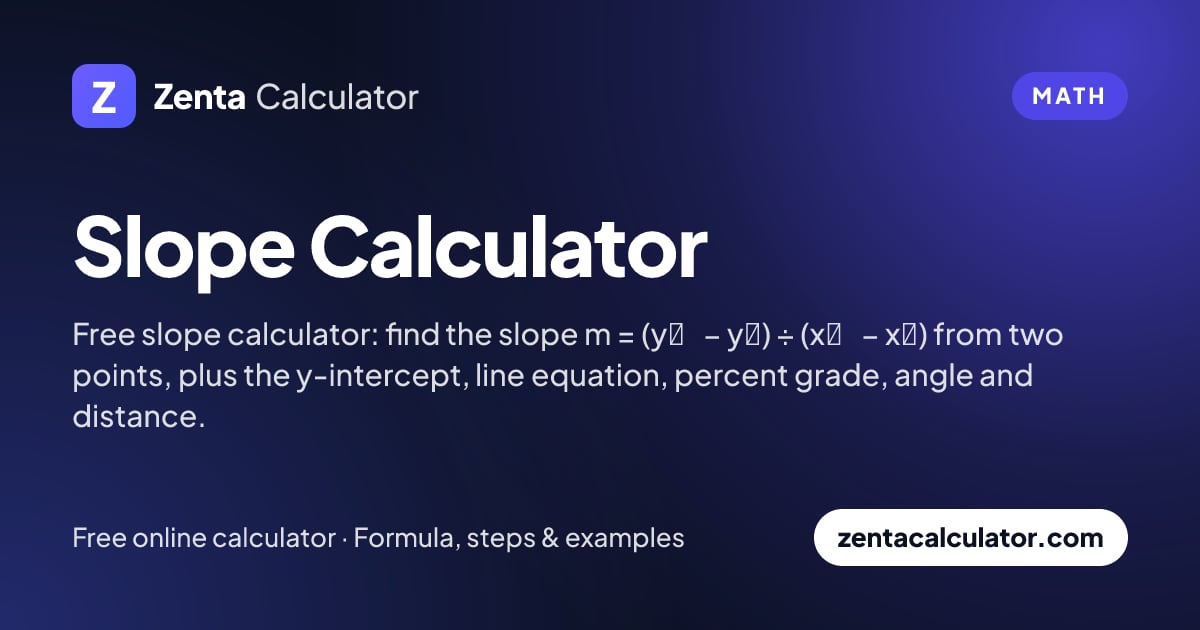 Z
Zenta Calculator
MATH
Slope Calculator
Free slope calculator: find the slope m = (y▯ − y▯) ÷ (x▯ − x▯) from two
points, plus the y-intercept, line equation, percent grade, angle and
distance.
Free online calculator · Formula, steps & examples
zentacalculator.com